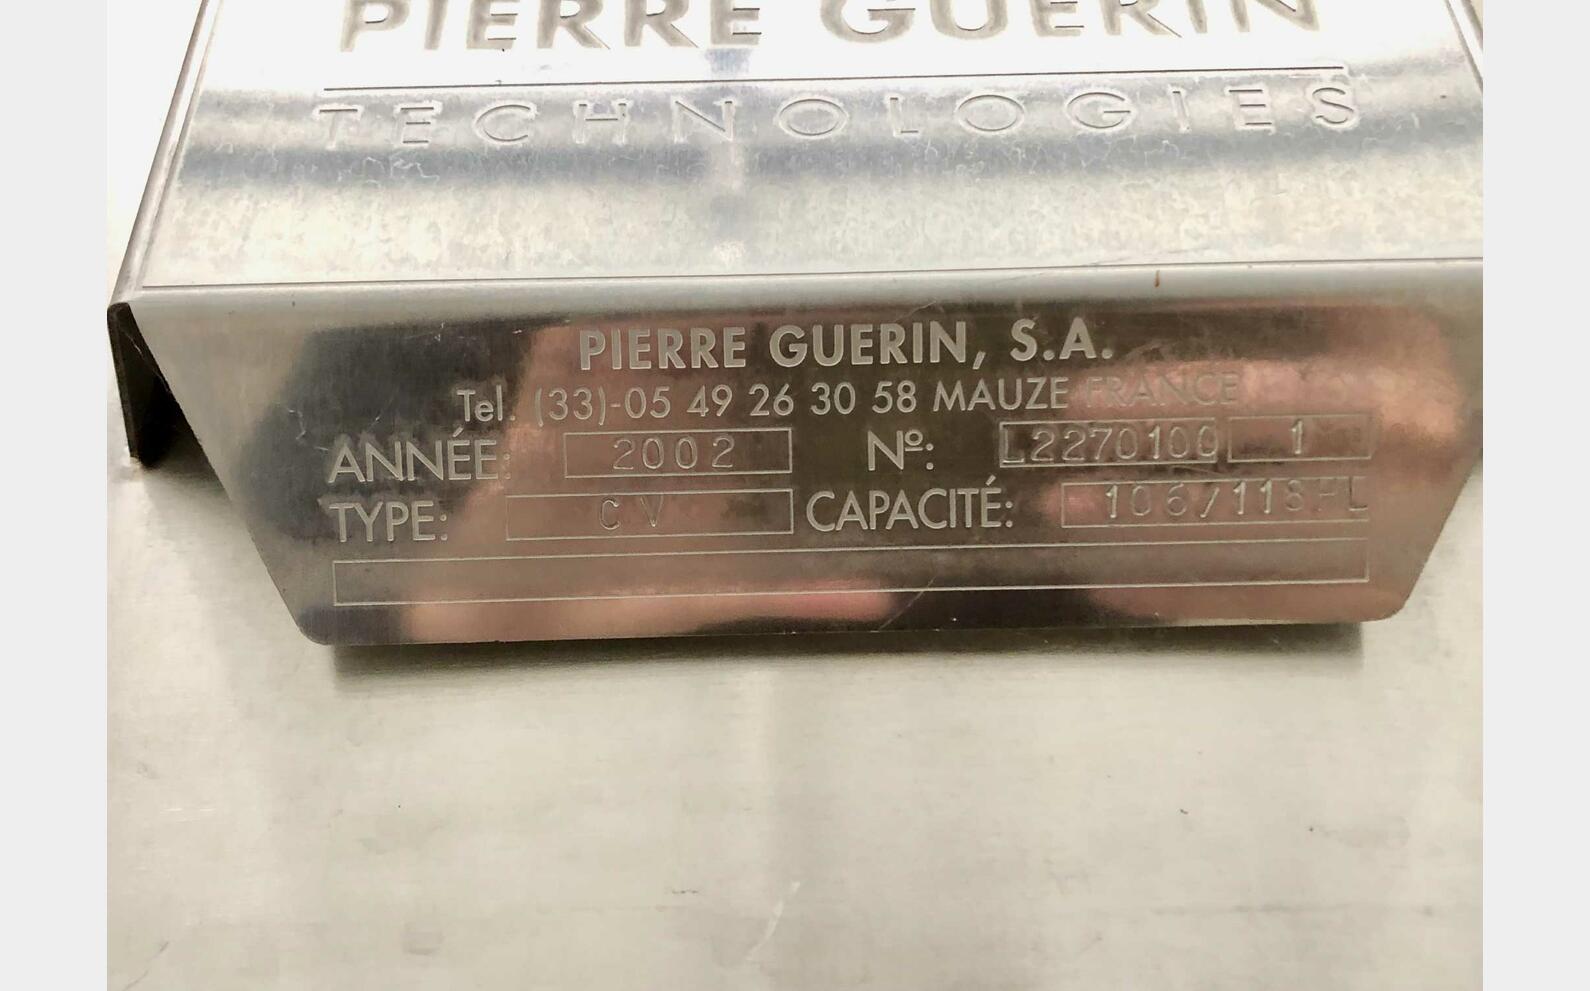 PIERRE GUERIN
TECHNOLOGIES
PIERRE GUERIN, S.A.
Tel. (33)-05 49 26 30 58 MAUZE FRANCE
ANNÉE: 2002 Nº: L2270100 1
TYPE: CV CAPACITÉ: 106/118HL